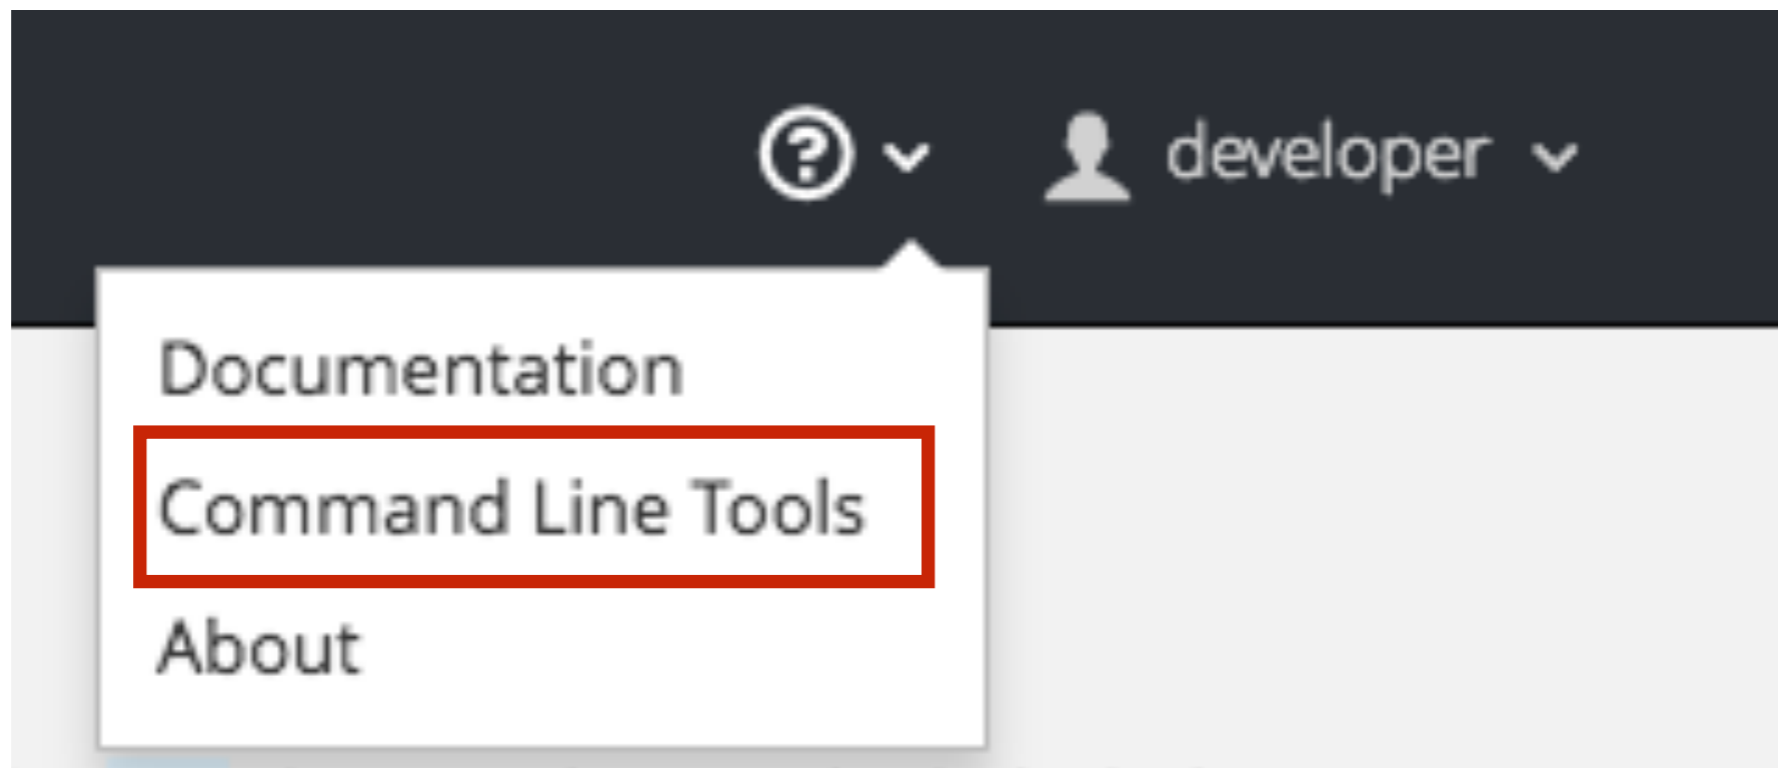 developer
Documentation
Command Line Tools
About